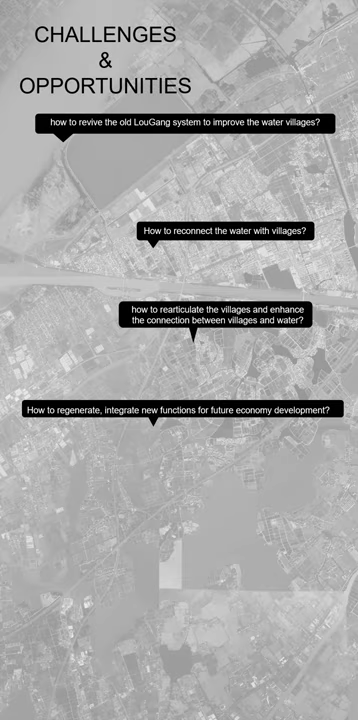 CHALLENGES
&
OPPORTUNITIES
how to revive the old LouGang system to improve the water villages?
How to reconnect the water with villages?
how to rearticulate the villages and enhance
the connection between villages and water?
How to regenerate, integrate new functions for future economy development?